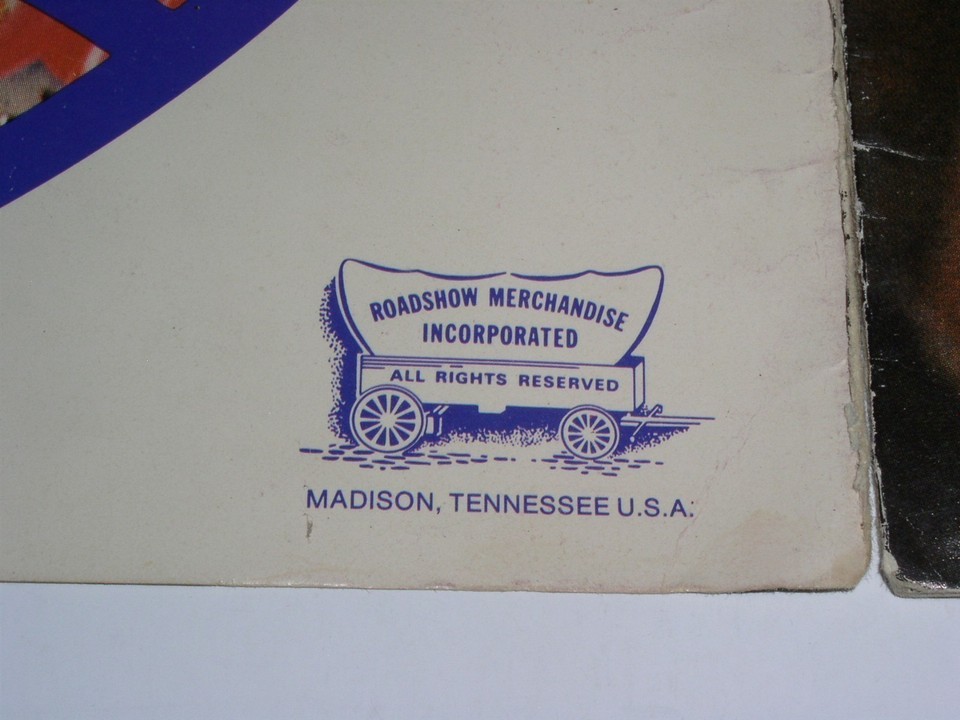 ROADSHOW MERCHANDISE
INCORPORATED
ALL RIGHTS RESERVED
MADISON, TENNESSEE U.S.A.